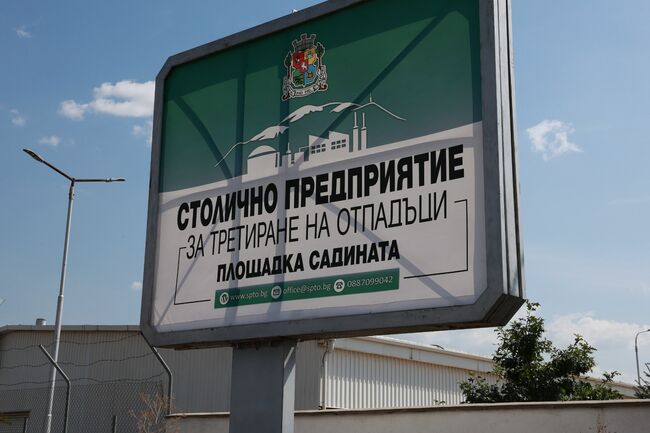 СТОЛИЧНО ПРЕДПРИЯТИЕ
ЗА ТРЕТИРАНЕ НА ОТПАДЪЦИ
ПЛОЩАДКА САДИНАТА
www.spto.bg office@spto.bg 0887099042